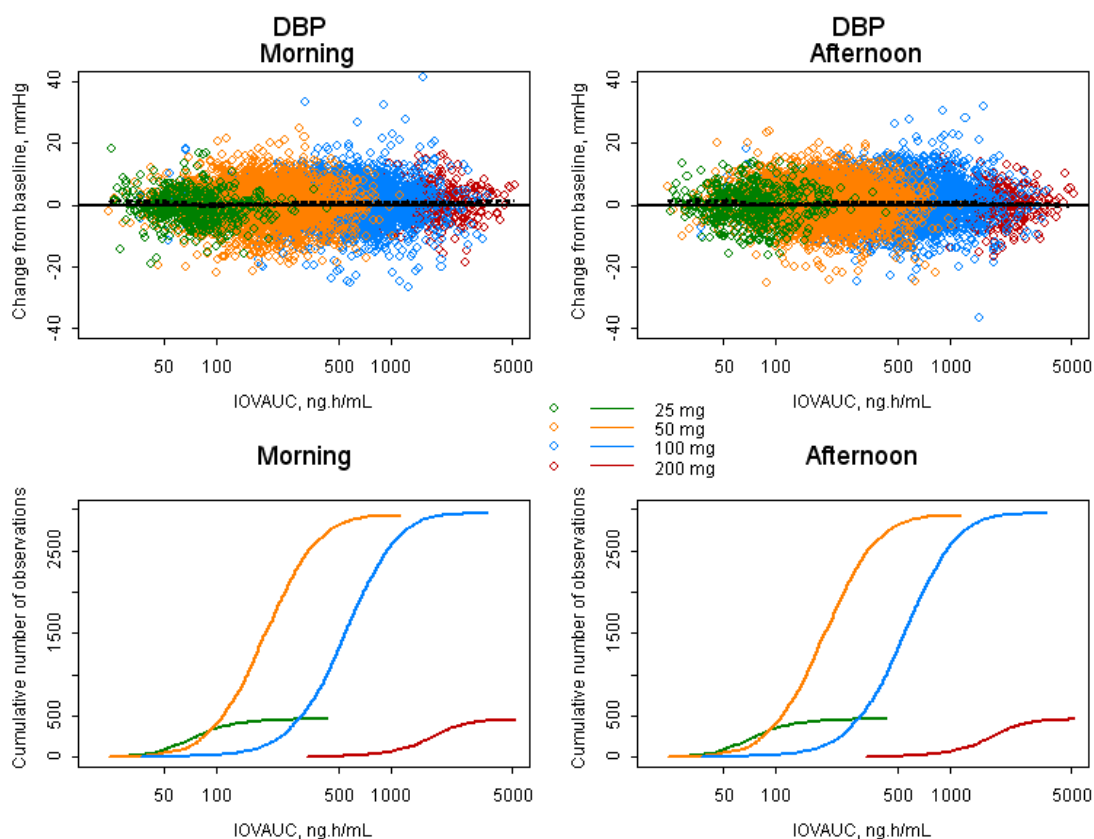 DBP
Morning
Change from baseline, mmHg
40
20
0
-20
-40
50 100 500 1000 5000
IOVAUC, ng.h/mL
DBP
Afternoon
Change from baseline, mmHg
40
20
0
-20
-40
50 100 500 1000 5000
IOVAUC, ng.h/mL
25 mg
50 mg
100 mg
200 mg
Morning
Cumulative number of observations
2500
1500
500
0
50 100 500 1000 5000
IOVAUC, ng.h/mL
Afternoon
Cumulative number of observations
2500
1500
500
0
50 100 500 1000 5000
IOVAUC, ng.h/mL